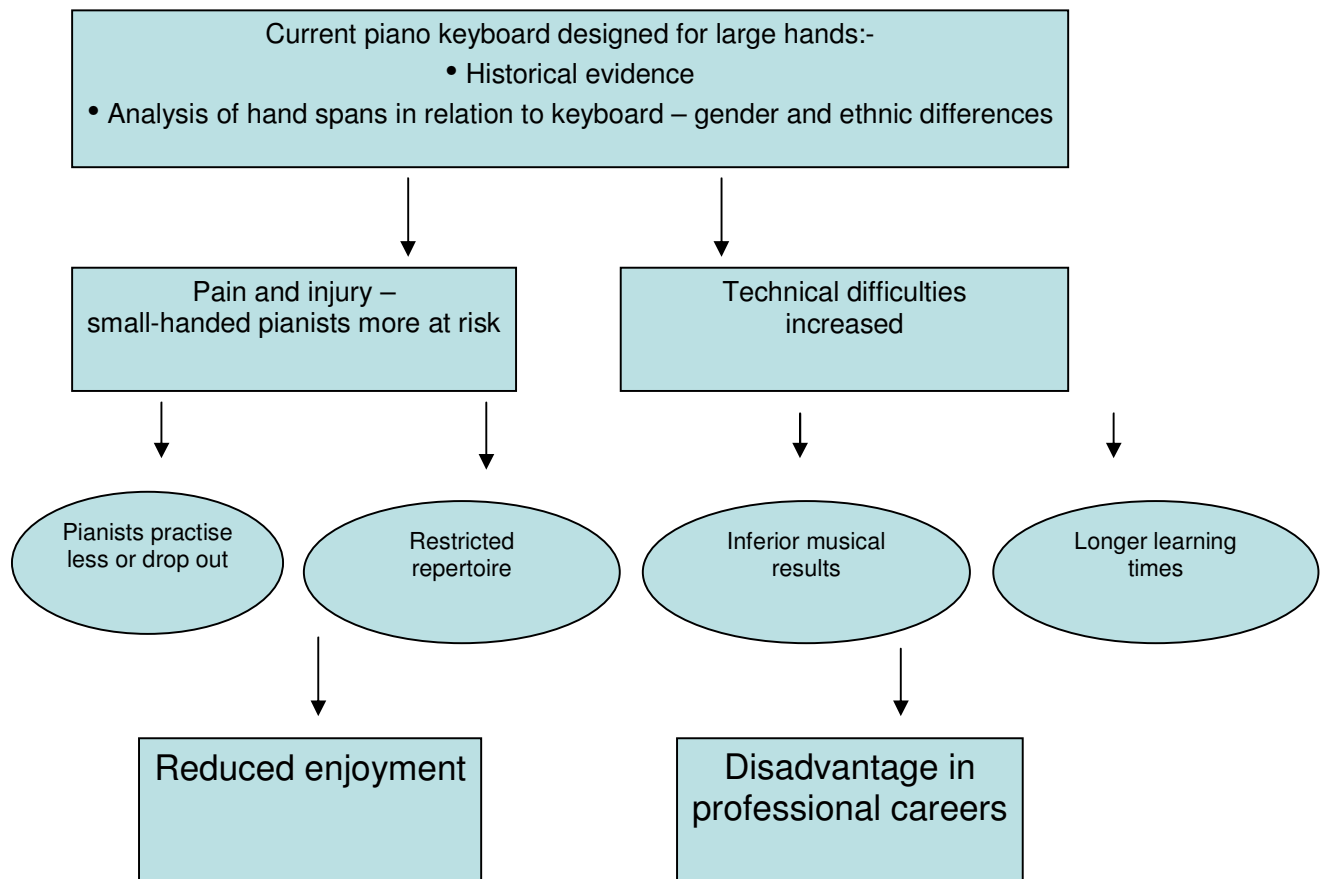 Current piano keyboard designed for large hands:-
• Historical evidence
• Analysis of hand spans in relation to keyboard – gender and ethnic differences
Pain and injury –
small-handed pianists more at risk
Technical difficulties
increased
Pianists practise
less or drop out
Restricted
repertoire
Inferior musical
results
Longer learning
times
Reduced enjoyment
Disadvantage in
professional careers